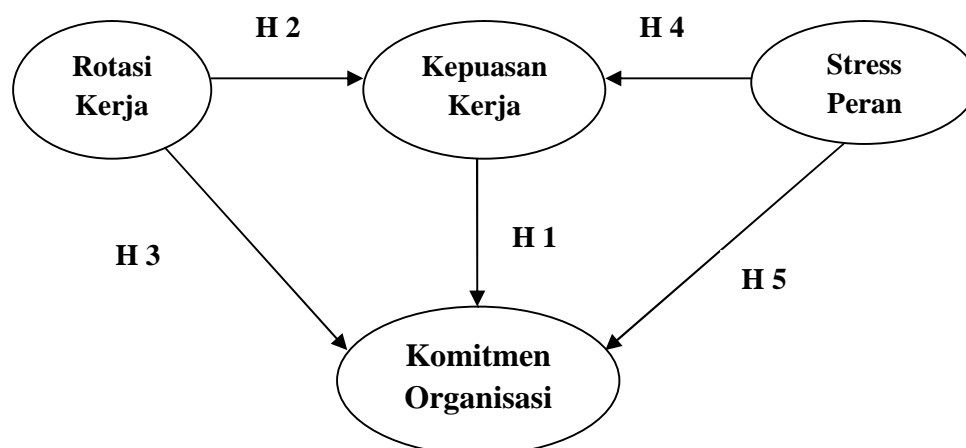 H 2
H 4
Rotasi
Kerja
Kepuasan
Kerja
Stress
Peran
H 3
H 1
H 5
Komitmen
Organisasi